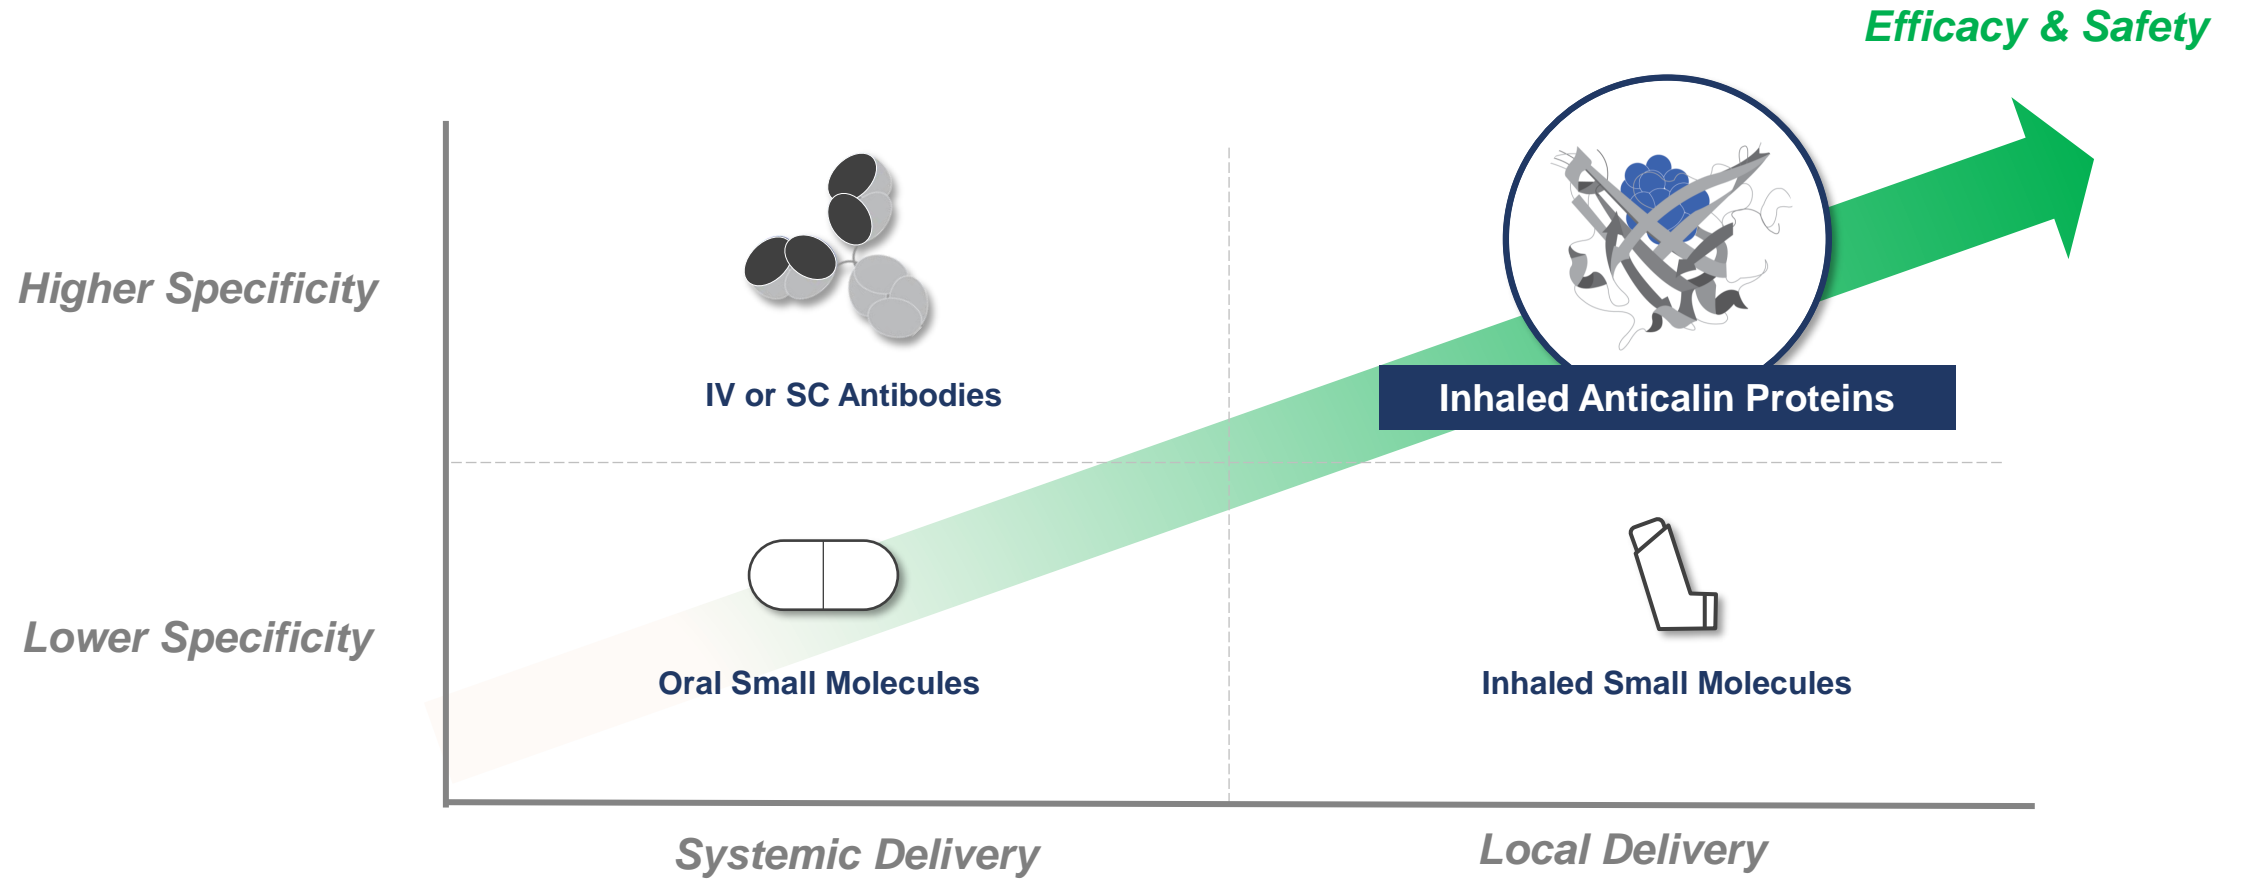 Efficacy & Safety
Higher Specificity
IV or SC Antibodies
Inhaled Anticalin Proteins
Lower Specificity
Oral Small Molecules
Inhaled Small Molecules
Systemic Delivery
Local Delivery